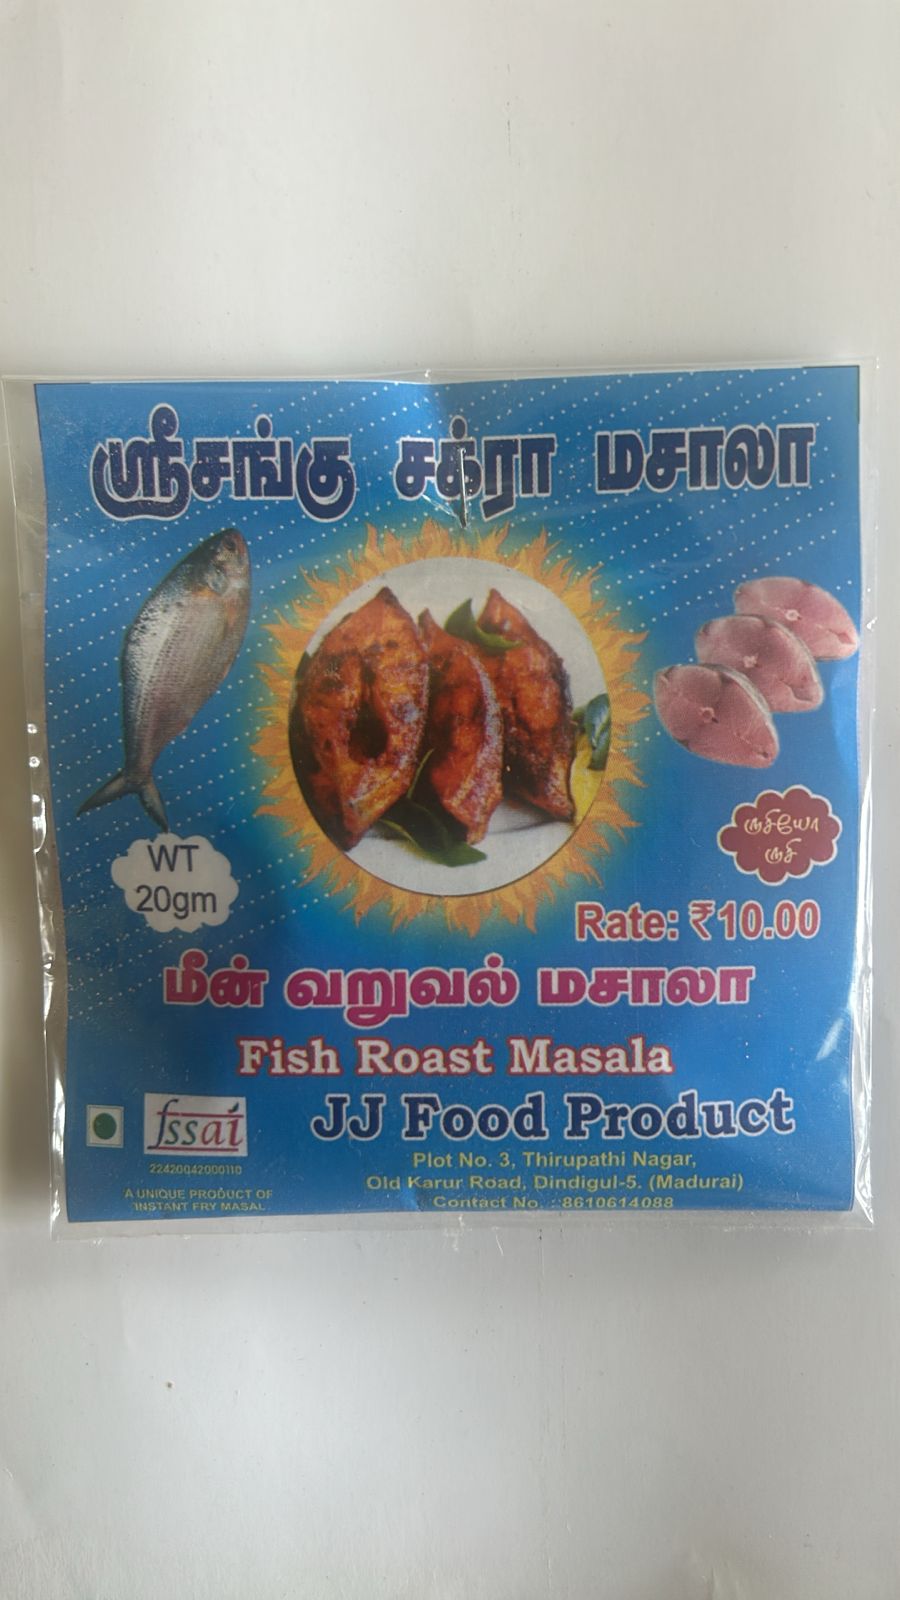 ஸ்ரீசங்கு சக்ரா மசாலா
WT
20gm
ருசியோ
ருசி
Rate: ₹10.00
மீன் வறுவல் மசாலா
Fish Roast Masala
JJ Food Product
fssai
22420042000110
Plot No. 3, Thirupathi Nagar,
Old Karur Road, Dindigul-5. (Madurai)
Contact No. : 8610614088
A UNIQUE PRODUCT OF
INSTANT FRY MASAL